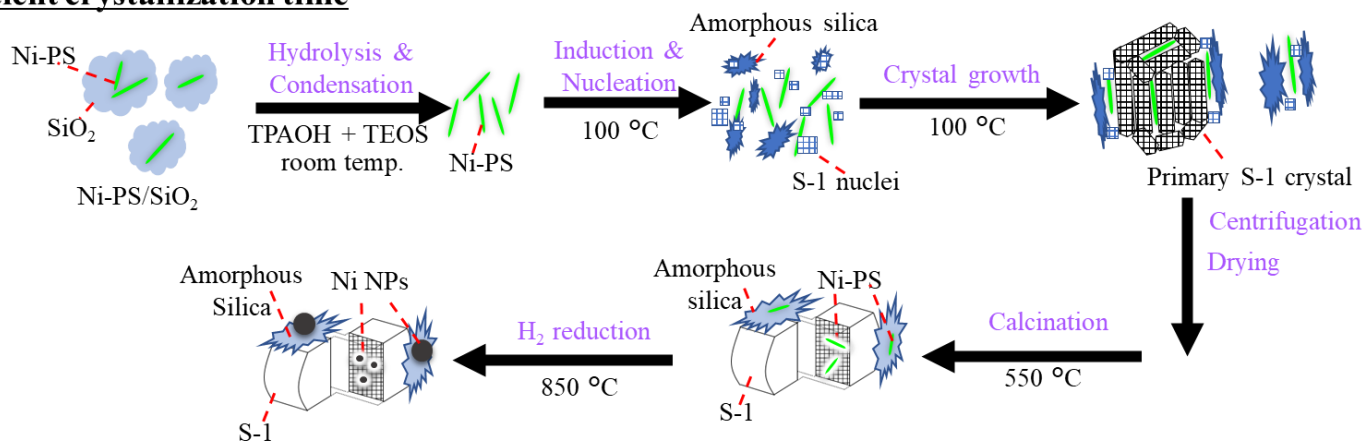 crystallization time
Ni-PS
SiO₂
Ni-PS/SiO₂
Hydrolysis &
Condensation
TPAOH + TEOS
room temp.
Ni-PS
Induction &
Nucleation
100 °C
Amorphous silica
S-1 nuclei
Crystal growth
100 °C
Primary S-1 crystal
Centrifugation
Drying
Calcination
550 °C
Amorphous
silica
Ni-PS
S-1
H₂ reduction
850 °C
Amorphous
Silica
Ni NPs
S-1